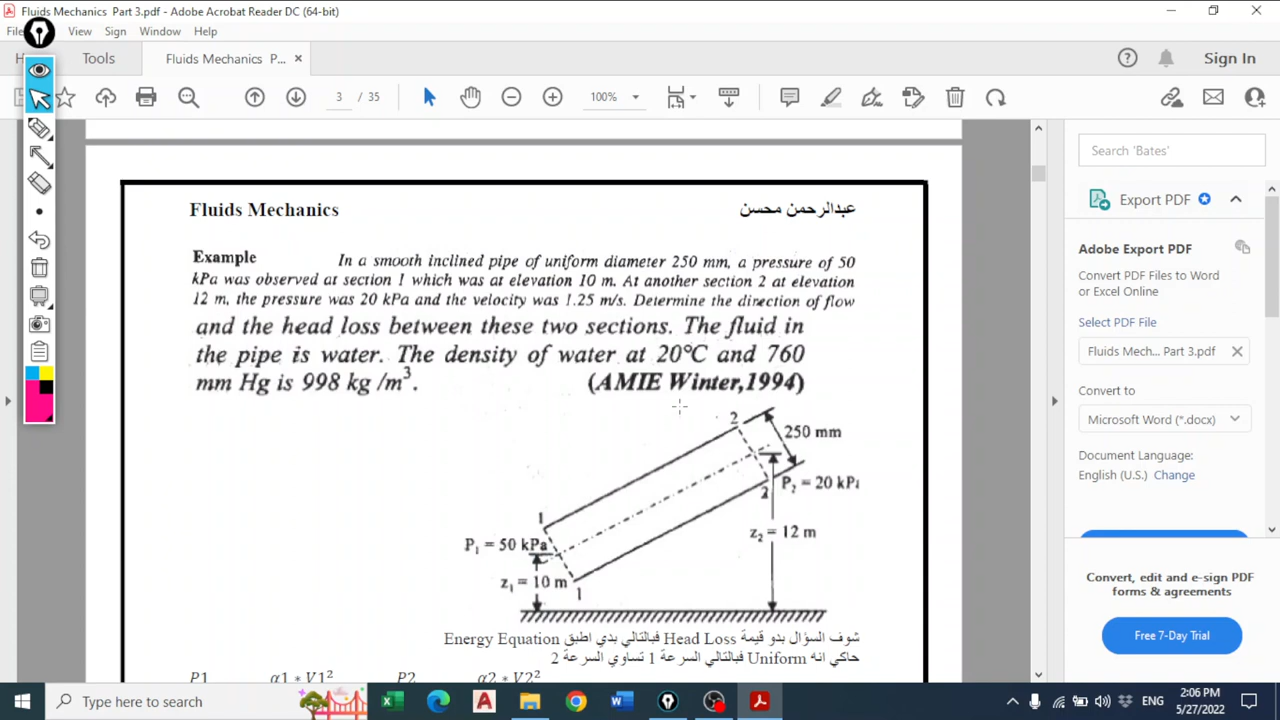 Fluids Mechanics Part 3.pdf - Adobe Acrobat Reader DC (64-bit)
View Sign Window Help
Tools
Fluids Mechanics P...
Sign In
3 / 35
100%
Search 'Bates'
Export PDF
Adobe Export PDF
Convert PDF Files to Word
or Excel Online
Select PDF File
Fluids Mech... Part 3.pdf
Convert to
Microsoft Word (*.docx)
Document Language:
English (U.S.) Change
Convert, edit and e-sign PDF
forms & agreements
Free 7-Day Trial
Fluids Mechanics
عبدالرحمن محسن
Example In a smooth inclined pipe of uniform diameter 250 mm, a pressure of 50
kPa was observed at section 1 which was at elevation 10 m. At another section 2 at elevation
12 m, the pressure was 20 kPa and the velocity was 1.25 m/s. Determine the direction of flow
and the head loss between these two sections. The fluid in
the pipe is water. The density of water at 20°C and 760
mm Hg is 998 kg /m³.
(AMIE Winter,1994)
2
250 mm
2 P₂ = 20 kPa
1
P₁ = 50 kPa
z₂ = 12 m
z₁ = 10 m
1
شوف السؤال بدو قيمة Head Loss فبالتالي بدي اطبق Energy Equation
حاكي انه Uniform فبالتالي السرعة 1 تساوي السرعة 2
P1 α1 * V1² P2 α2 * V2²
Type here to search
ENG
2:06 PM
5/27/2022